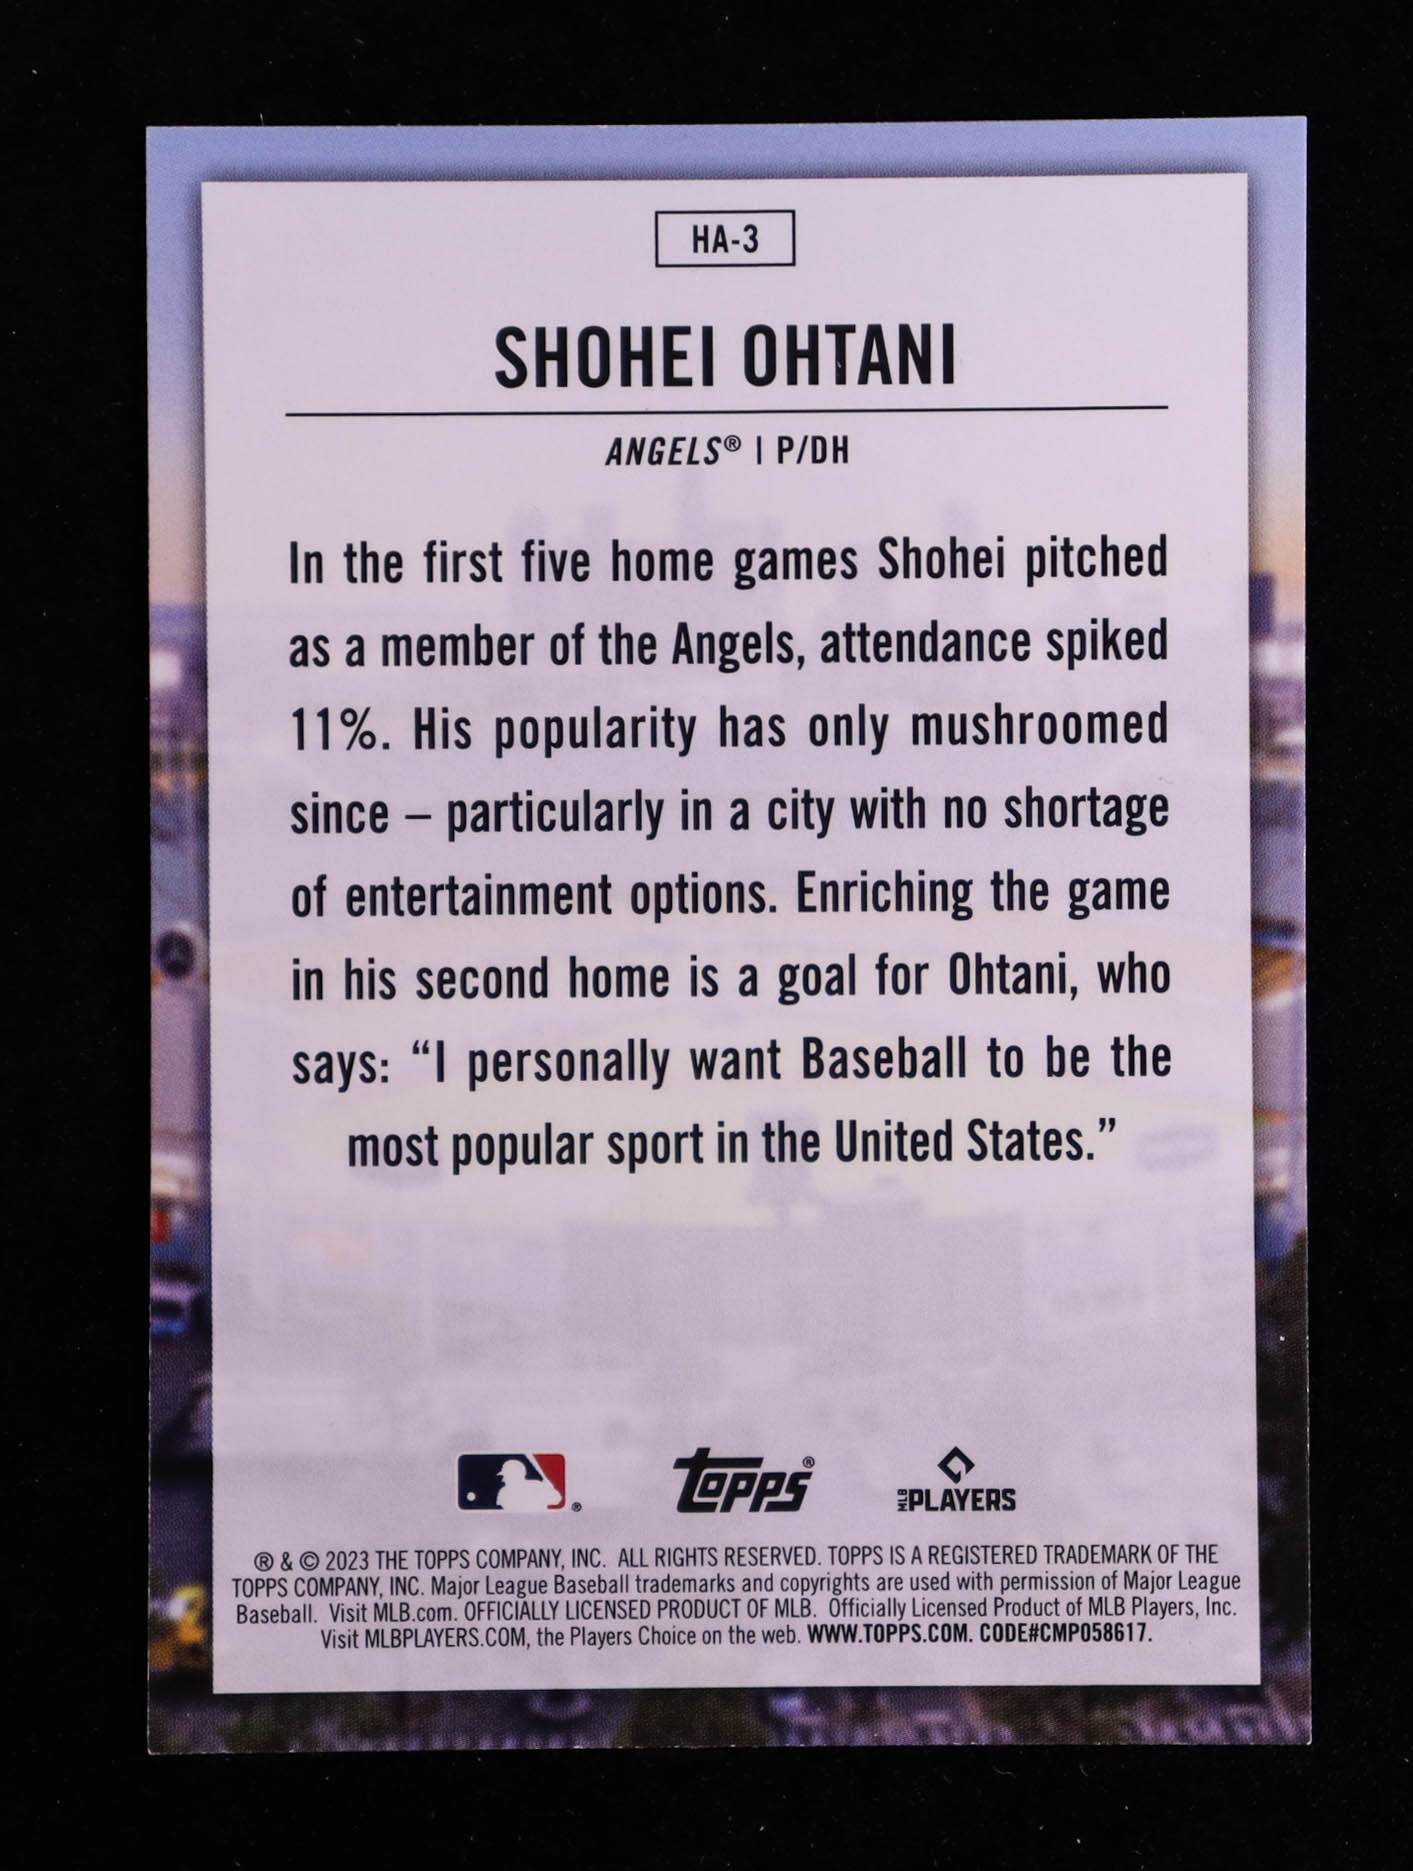 HA-3
SHOHEI OHTANI
ANGELS® | P/DH
In the first five home games Shohei pitched
as a member of the Angels, attendance spiked
11%. His popularity has only mushroomed
since – particularly in a city with no shortage
of entertainment options. Enriching the game
in his second home is a goal for Ohtani, who
says: “I personally want Baseball to be the
most popular sport in the United States.”
® TOPPS® MLB PLAYERS
® & © 2023 THE TOPPS COMPANY, INC. ALL RIGHTS RESERVED. TOPPS IS A REGISTERED TRADEMARK OF THE
TOPPS COMPANY, INC. Major League Baseball trademarks and copyrights are used with permission of Major League
Baseball. Visit MLB.com. OFFICIALLY LICENSED PRODUCT OF MLB. Officially Licensed Product of MLB Players, Inc.
Visit MLBPLAYERS.COM, the Players Choice on the web. WWW.TOPPS.COM. CODE#CMP058617.